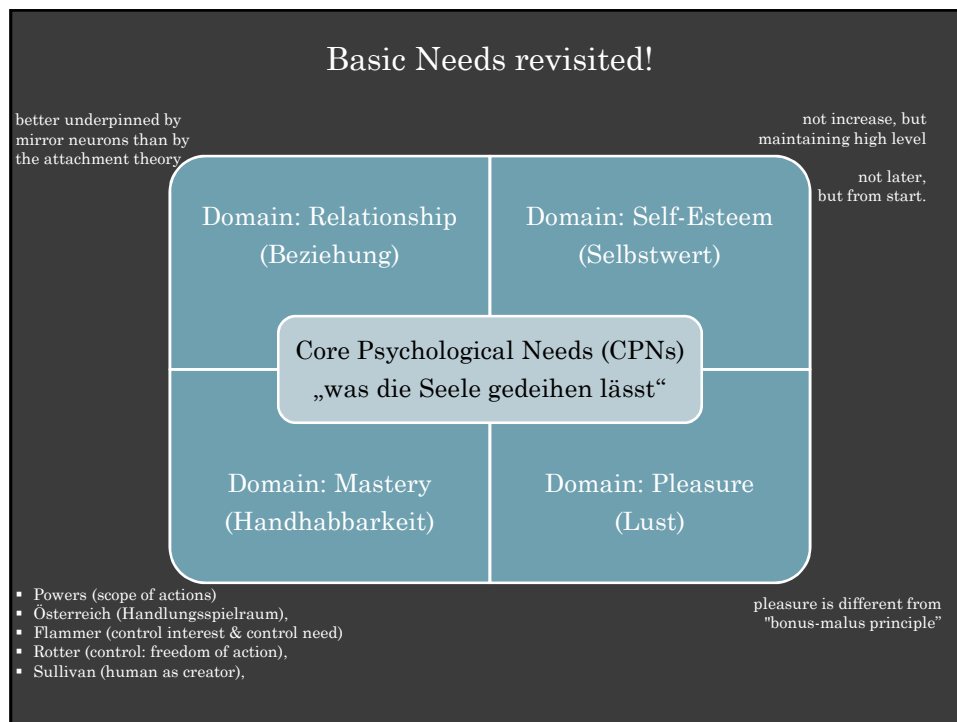 Basic Needs revisited!
better underpinned by
mirror neurons than by
the attachment theory
not increase, but
maintaining high level
not later,
but from start.
Domain: Relationship
(Beziehung)
Domain: Self-Esteem
(Selbstwert)
Core Psychological Needs (CPNs)
„was die Seele gedeihen lässt“
Domain: Mastery
(Handhabbarkeit)
Domain: Pleasure
(Lust)
▪ Powers (scope of actions)
▪ Österreich (Handlungsspielraum),
▪ Flammer (control interest & control need)
▪ Rotter (control: freedom of action),
▪ Sullivan (human as creator),
pleasure is different from
"bonus-malus principle”